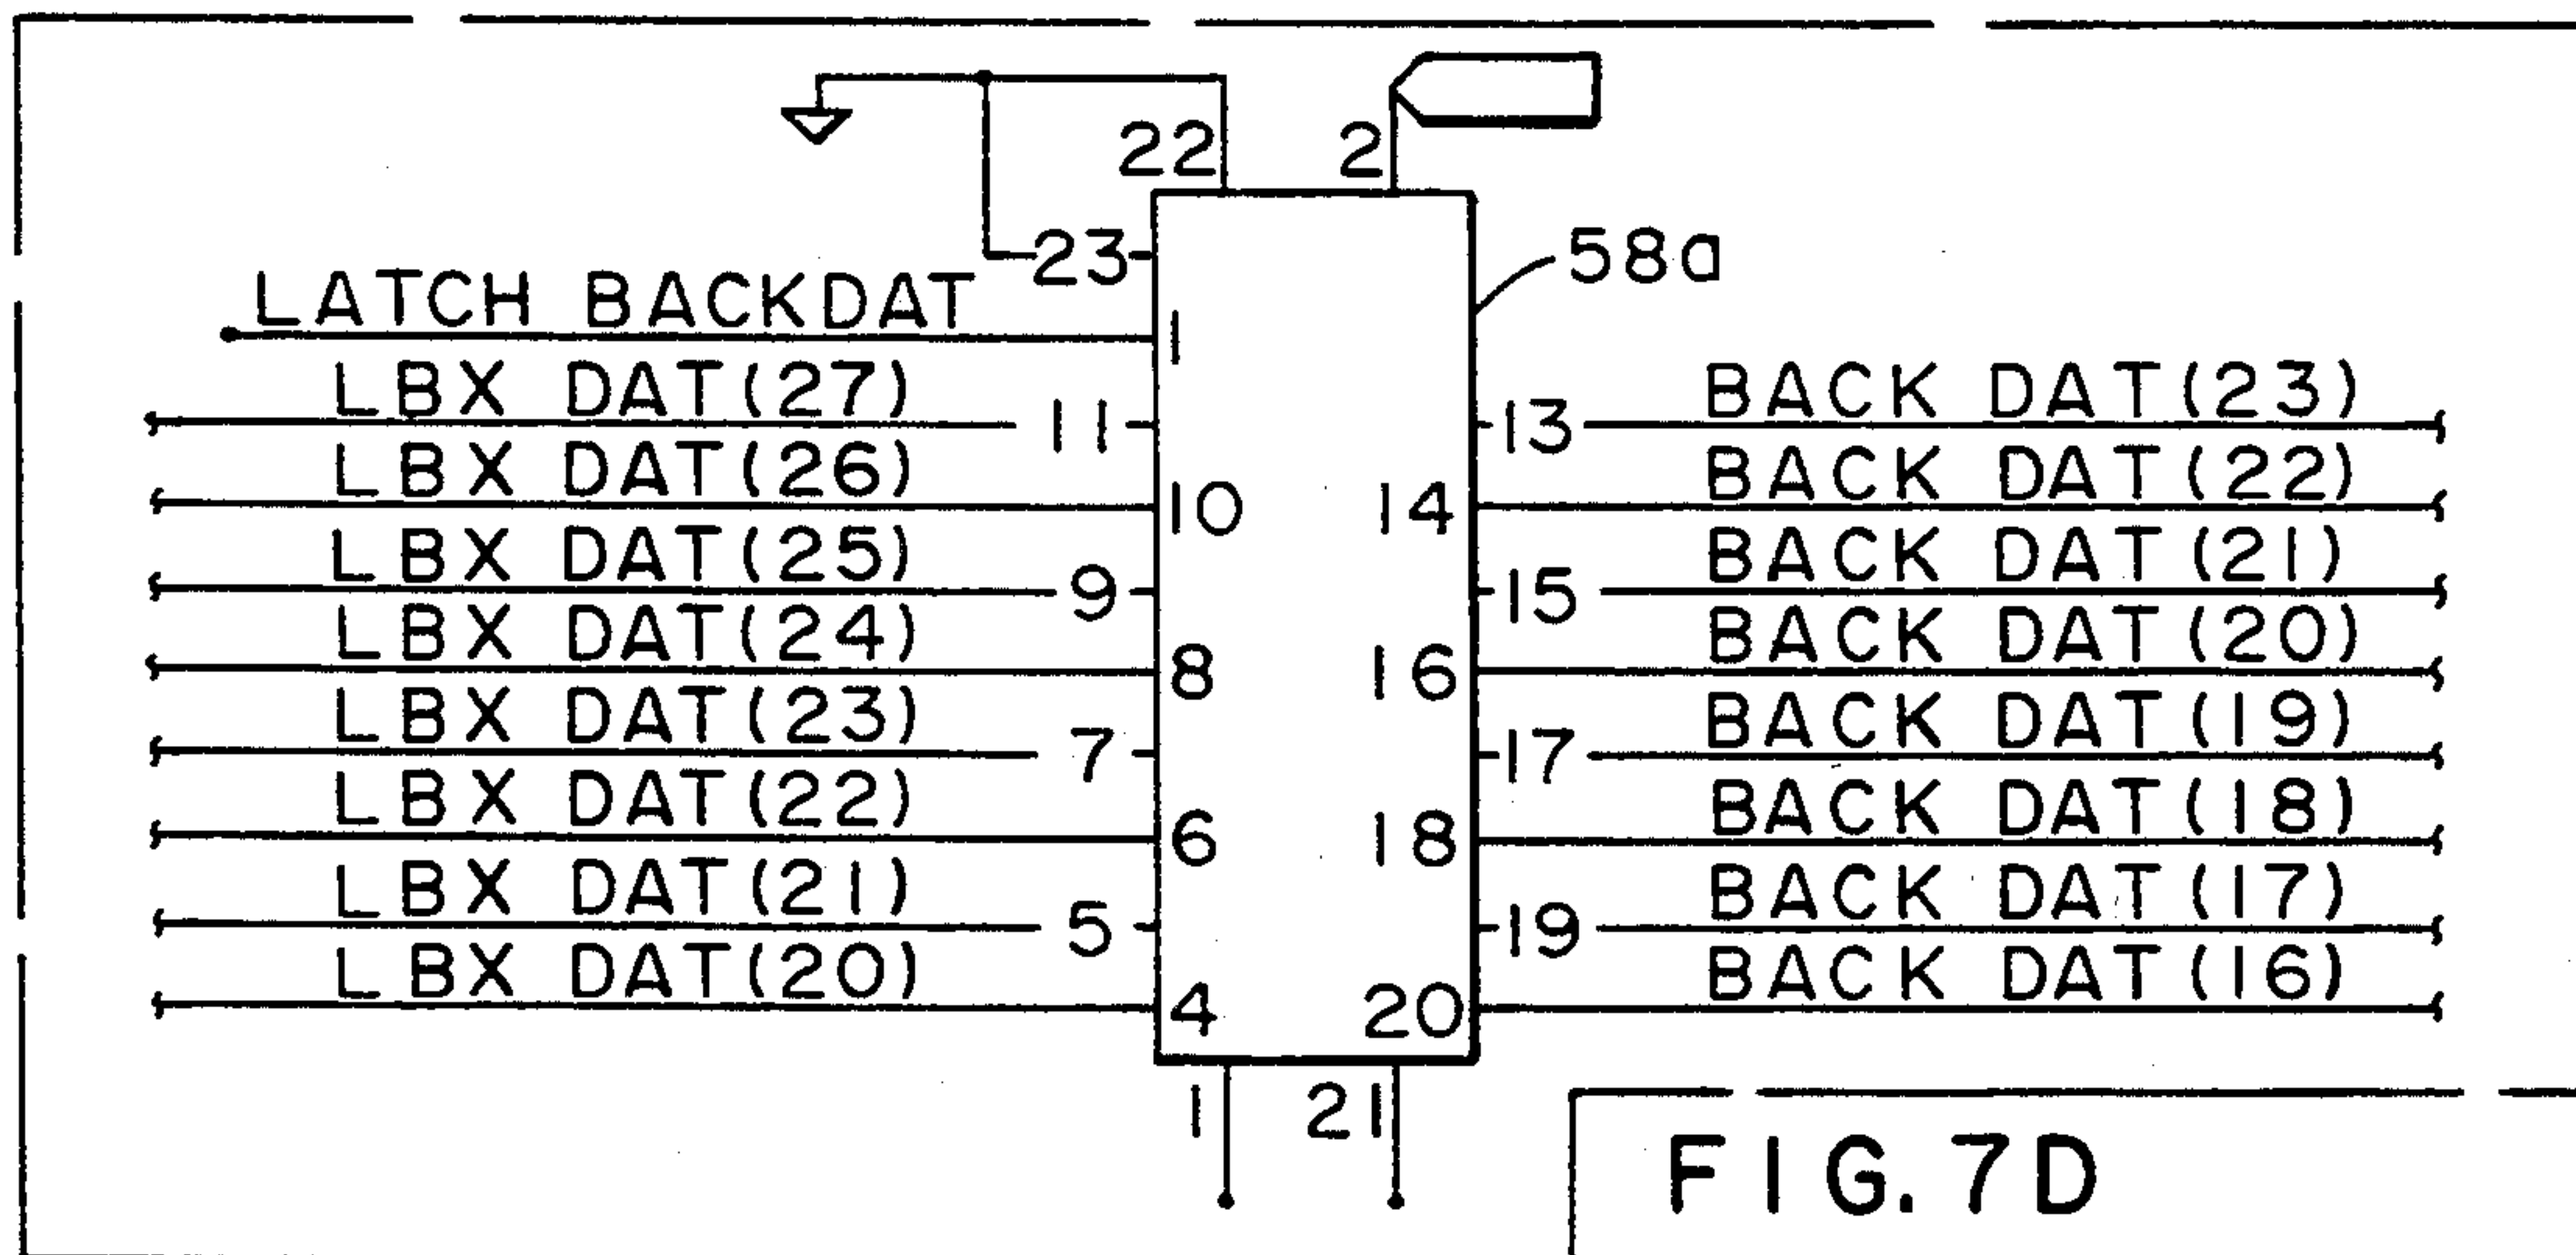 22 2
23 58a
LATCH BACKDAT 1
LBX DAT(27) 11 13 BACK DAT(23)
LBX DAT(26) 10 14 BACK DAT(22)
LBX DAT(25) 9 15 BACK DAT(21)
LBX DAT(24) 8 16 BACK DAT(20)
LBX DAT(23) 7 17 BACK DAT(19)
LBX DAT(22) 6 18 BACK DAT(18)
LBX DAT(21) 5 19 BACK DAT(17)
LBX DAT(20) 4 20 BACK DAT(16)
1 21
FIG. 7D